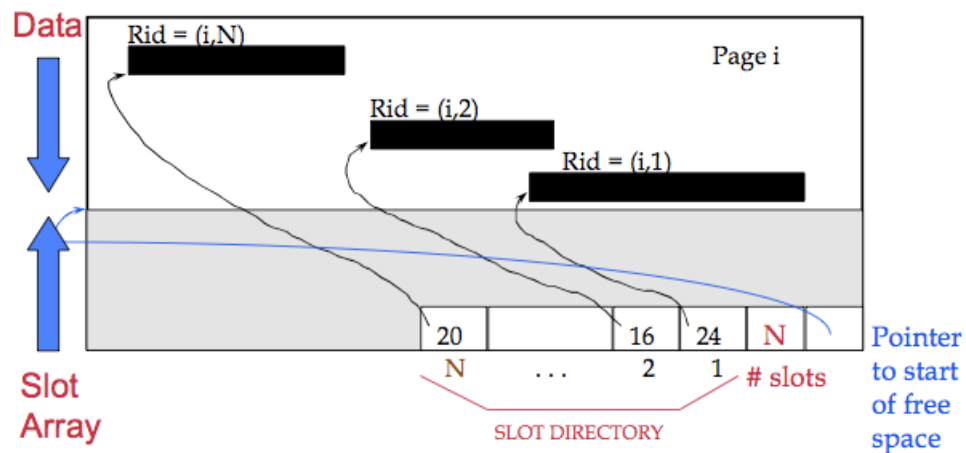 Data
Rid = (i,N)
Page i
Rid = (i,2)
Rid = (i,1)
20
16
24
N
Pointer
to start
of free
space
N
. . .
2
1
# slots
Slot
Array
SLOT DIRECTORY